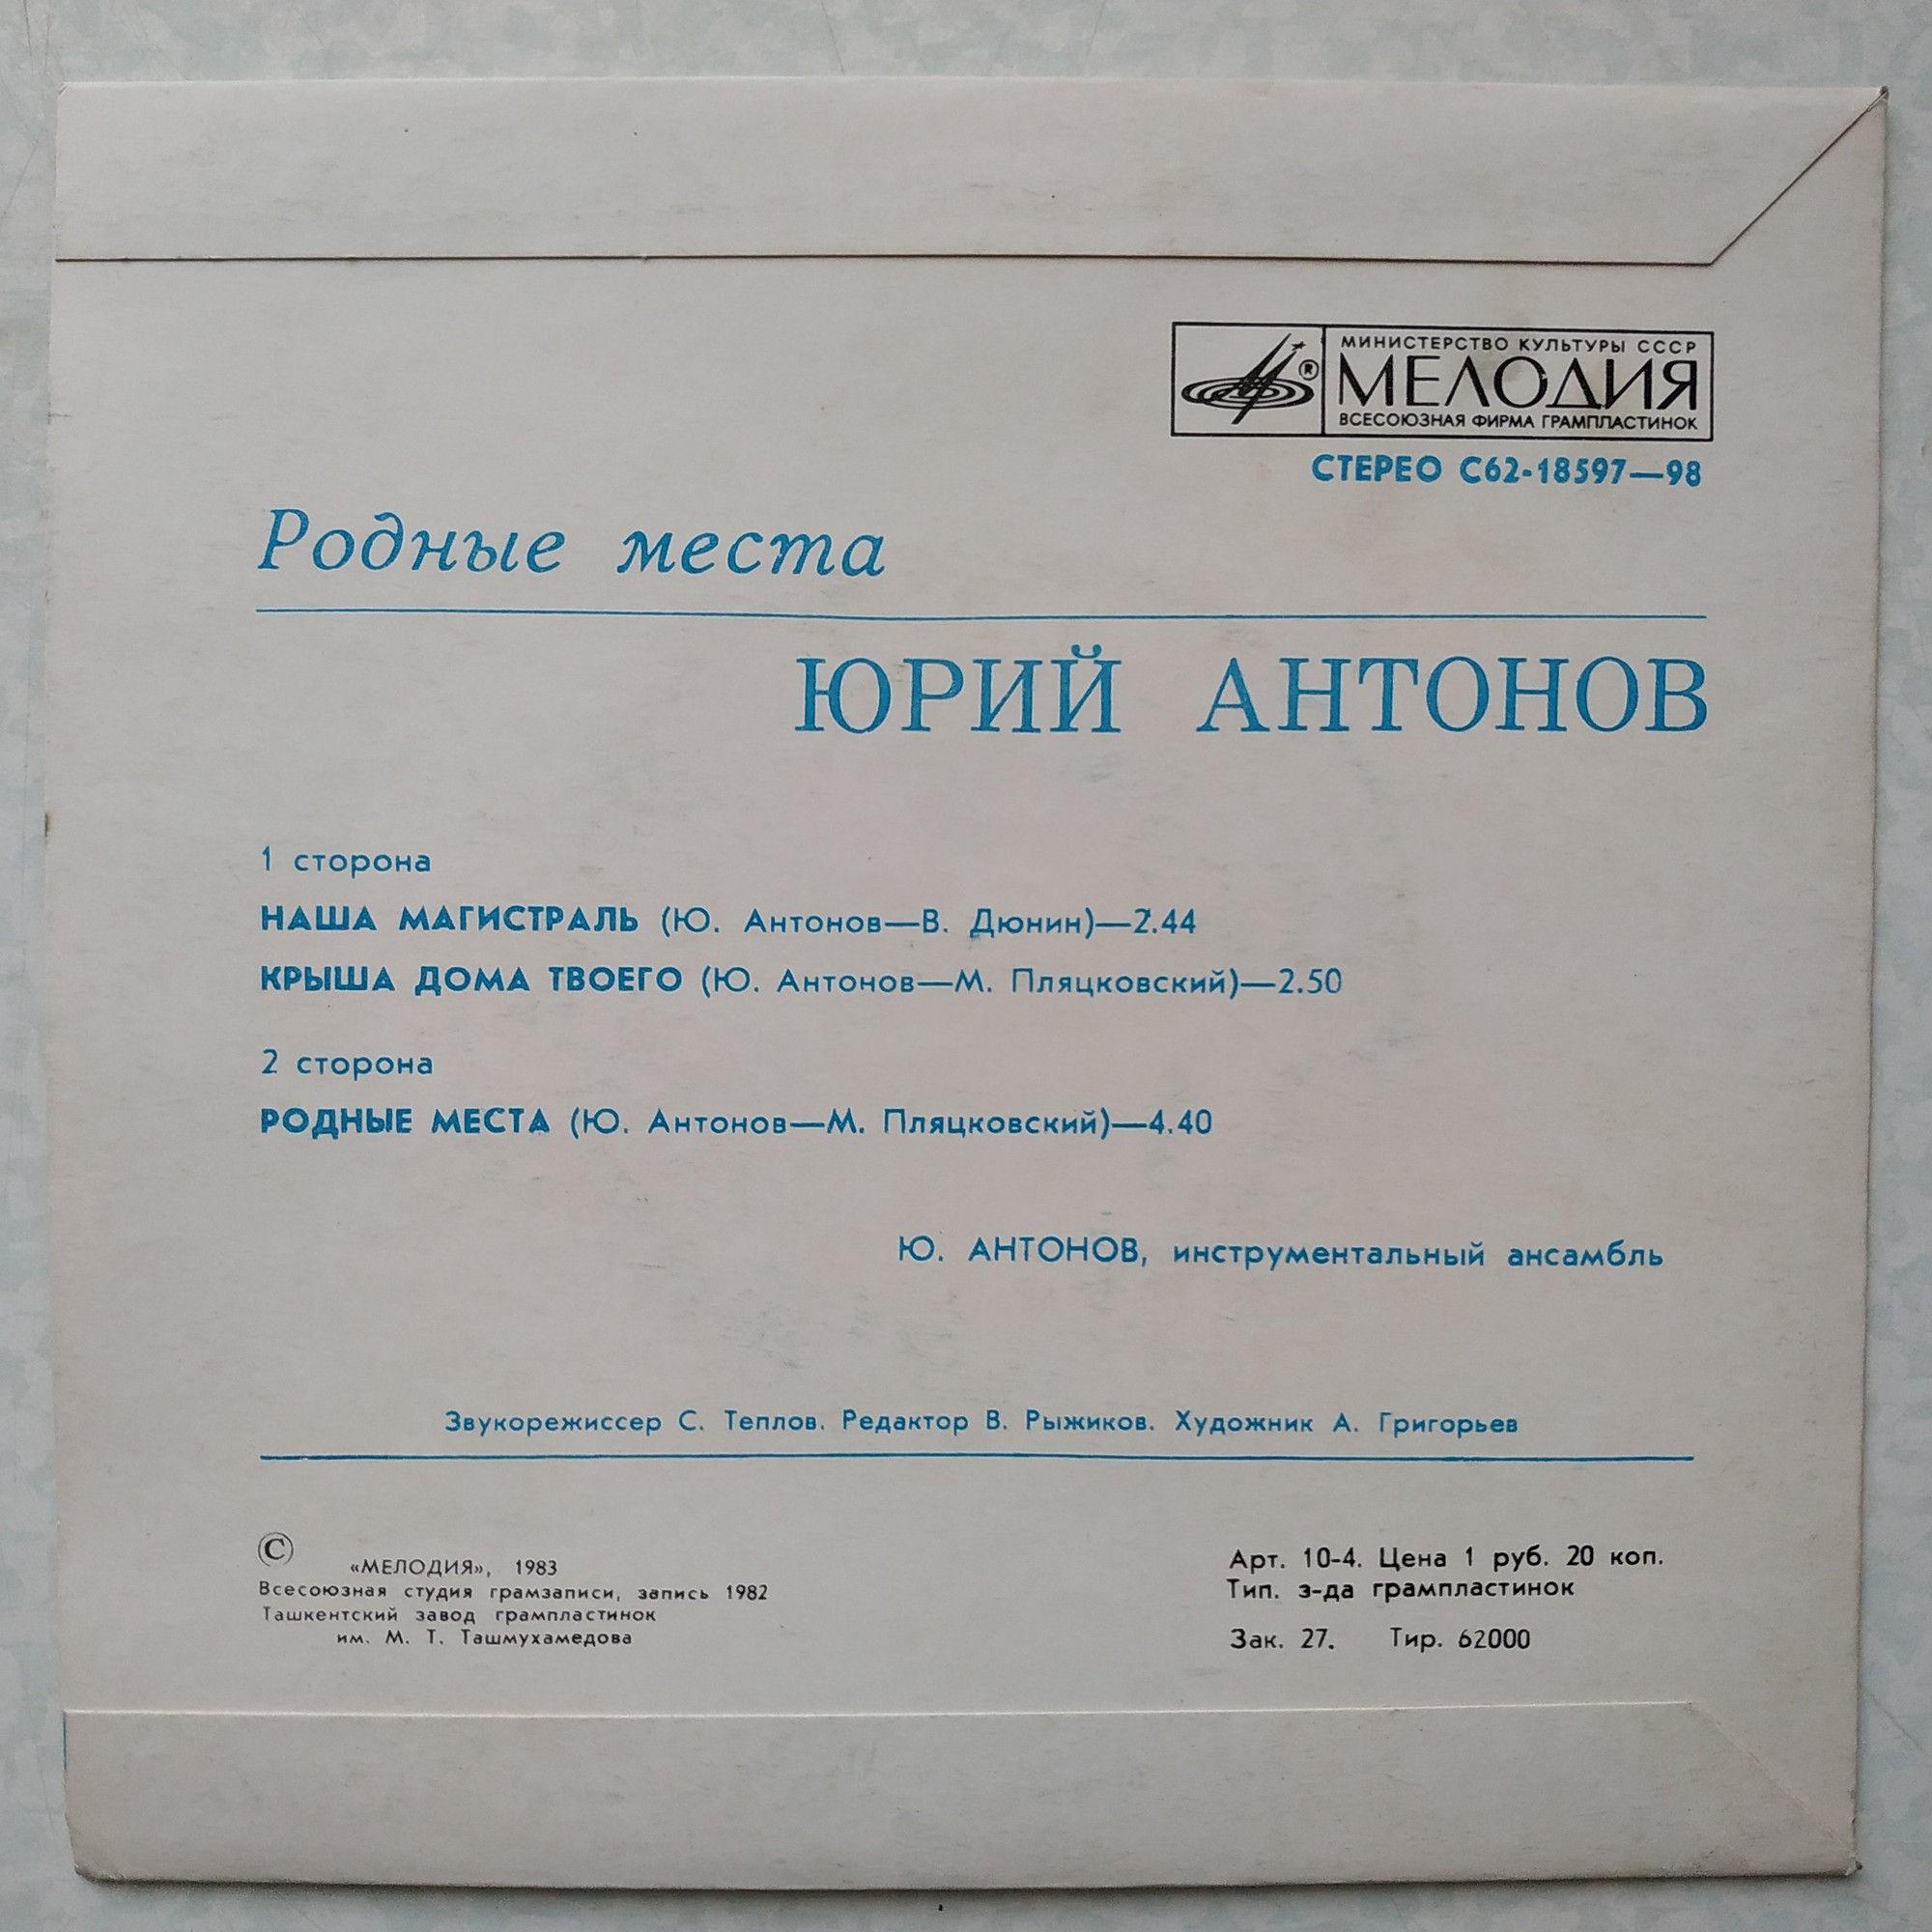 МИНИСТЕРСТВО КУЛЬТУРЫ СССР
®
МЕЛОДИЯ
ВСЕСОЮЗНАЯ ФИРМА ГРАМПЛАСТИНОК
СТЕРЕО С62-18597—98
Родные места
ЮРИЙ АНТОНОВ
1 сторона
НАША МАГИСТРАЛЬ (Ю. Антонов—В. Дюнин)—2.44
КРЫША ДОМА ТВОЕГО (Ю. Антонов—М. Пляцковский)—2.50
2 сторона
РОДНЫЕ МЕСТА (Ю. Антонов—М. Пляцковский)—4.40
Ю. АНТОНОВ, инструментальный ансамбль
Звукорежиссер С. Теплов. Редактор В. Рыжиков. Художник А. Григорьев
© «МЕЛОДИЯ», 1983
Всесоюзная студия грамзаписи, запись 1982
Ташкентский завод грампластинок
им. М. Т. Ташмухамедова
Арт. 10-4. Цена 1 руб. 20 коп.
Тип. з-да грампластинок
Зак. 27. Тир. 62000